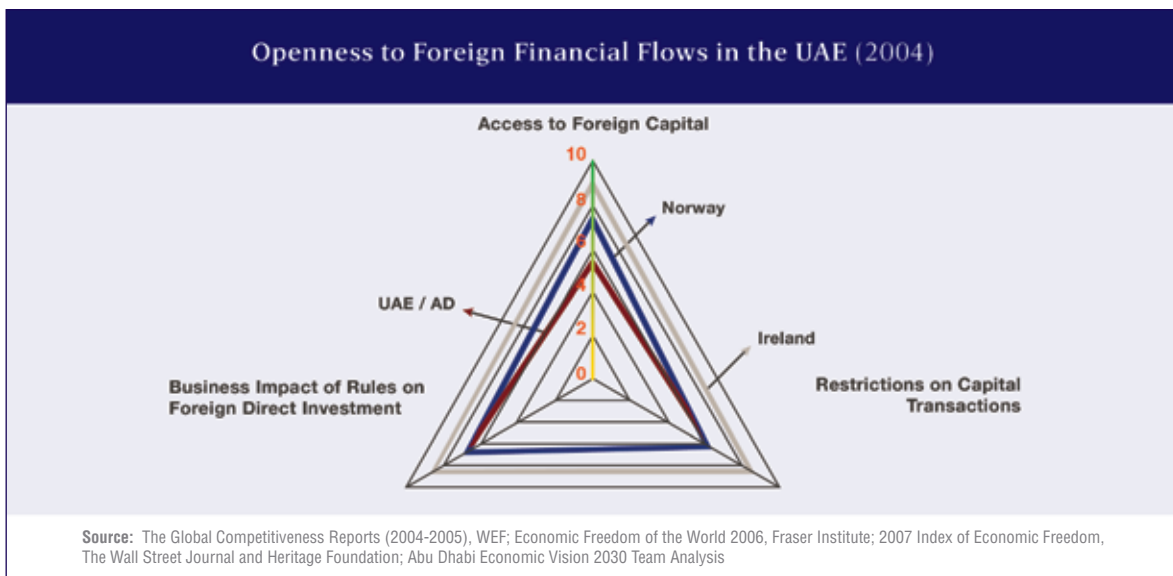 Openness to Foreign Financial Flows in the UAE (2004)
Access to Foreign Capital
10
8
Norway
6
UAE / AD
4
2
Ireland
0
Business Impact of Rules on
Foreign Direct Investment
Restrictions on Capital
Transactions
Source: The Global Competitiveness Reports (2004-2005), WEF; Economic Freedom of the World 2006, Fraser Institute; 2007 Index of Economic Freedom,
The Wall Street Journal and Heritage Foundation; Abu Dhabi Economic Vision 2030 Team Analysis